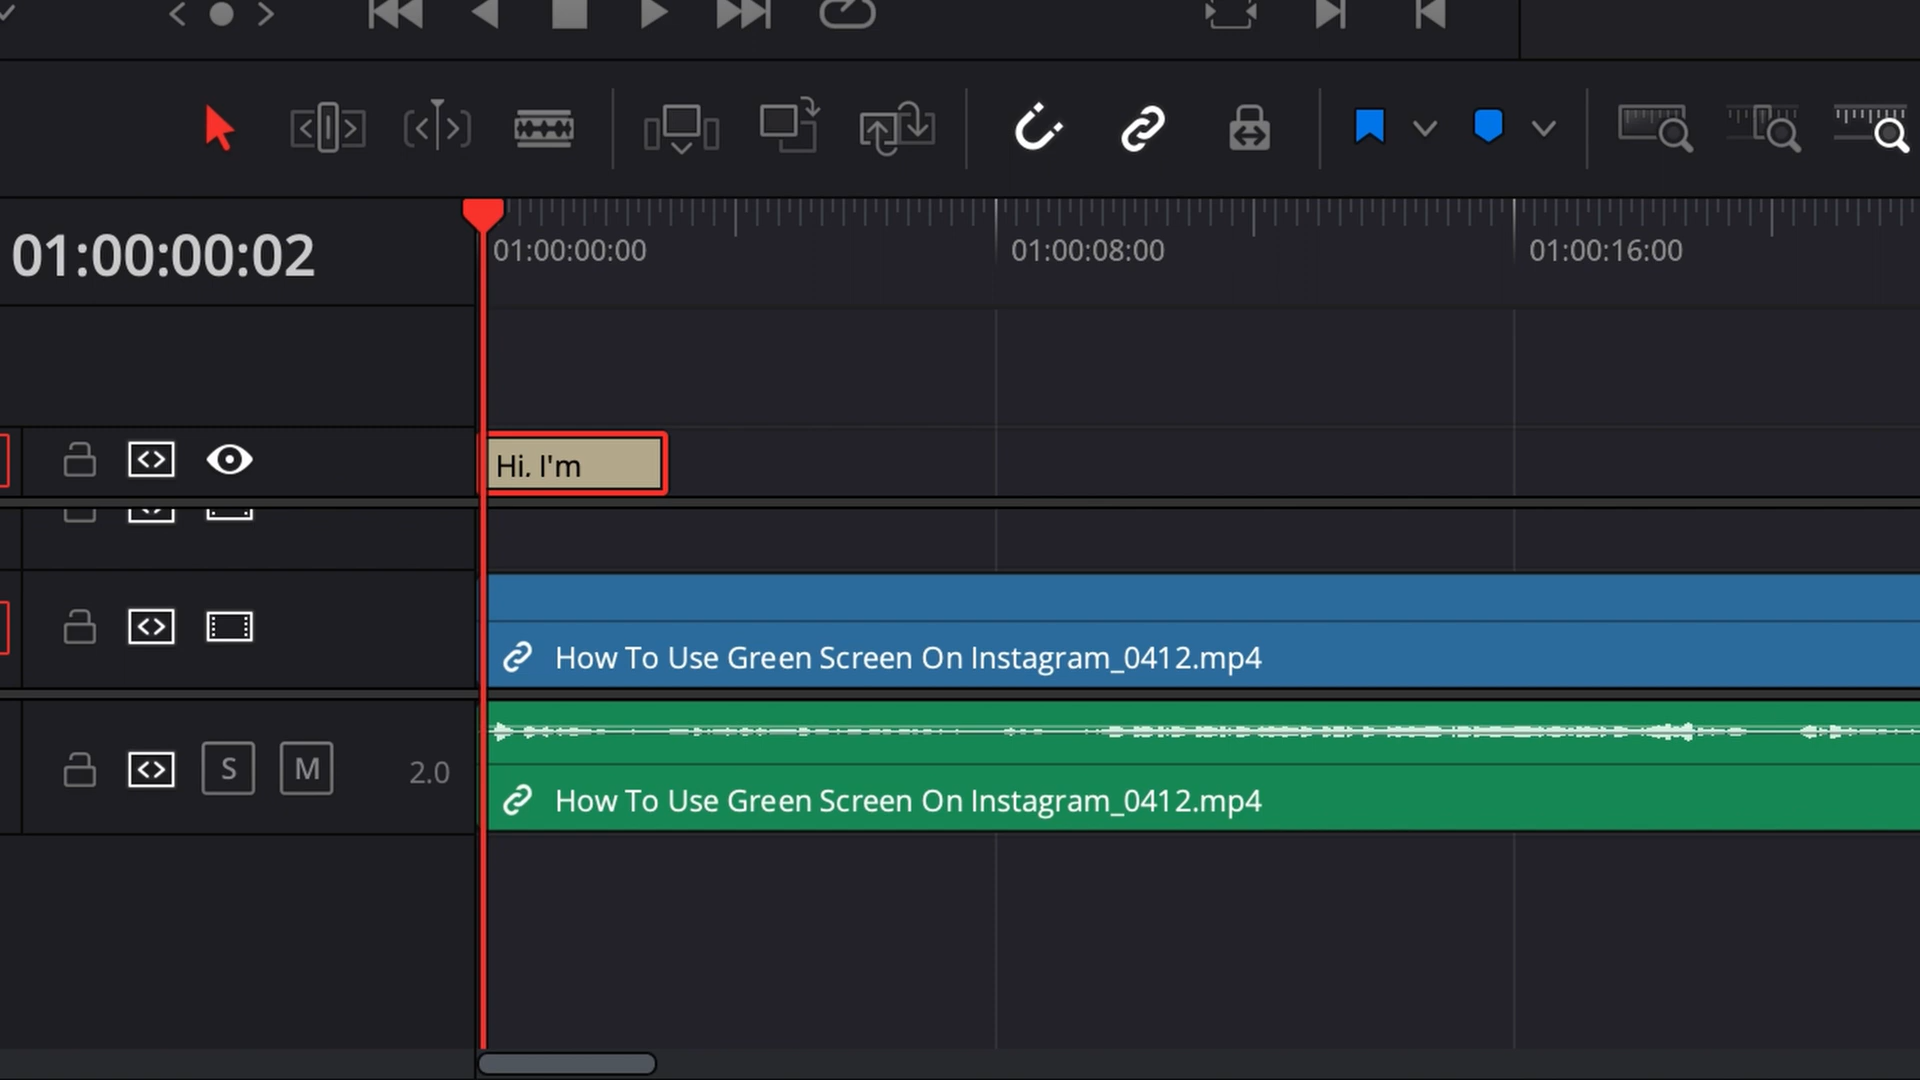 01:00:00:02
01:00:00:00
01:00:08:00
01:00:16:00
Hi. I'm
How To Use Green Screen On Instagram_0412.mp4
S
M
2.0
How To Use Green Screen On Instagram_0412.mp4